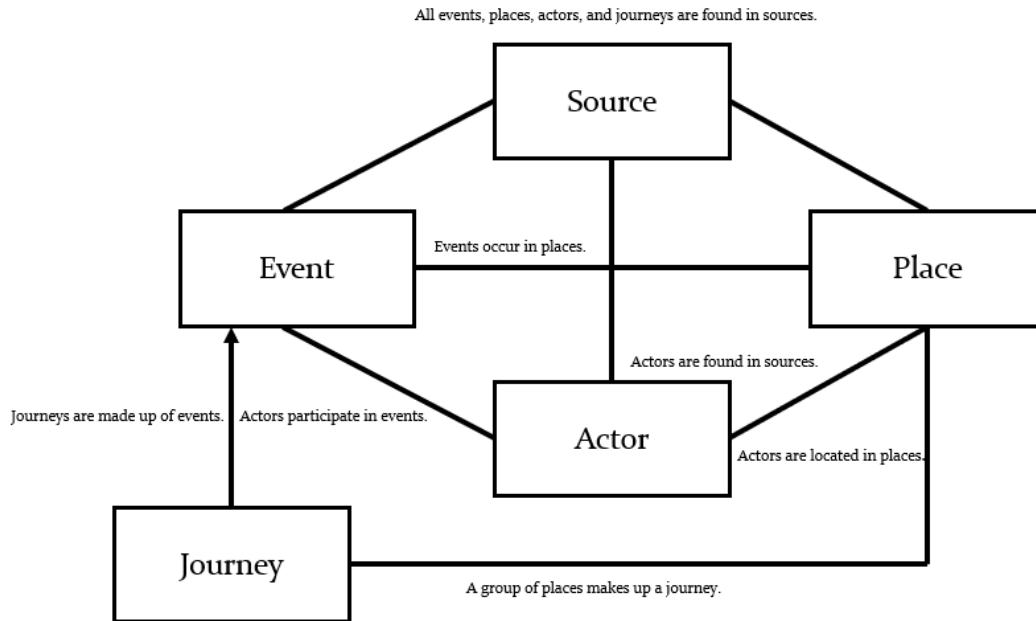 All events, places, actors, and journeys are found in sources.
Source
Events occur in places.
Event
Place
Actors are found in sources.
Journeys are made up of events.
Actors participate in events.
Actor
Actors are located in places.
Journey
A group of places makes up a journey.